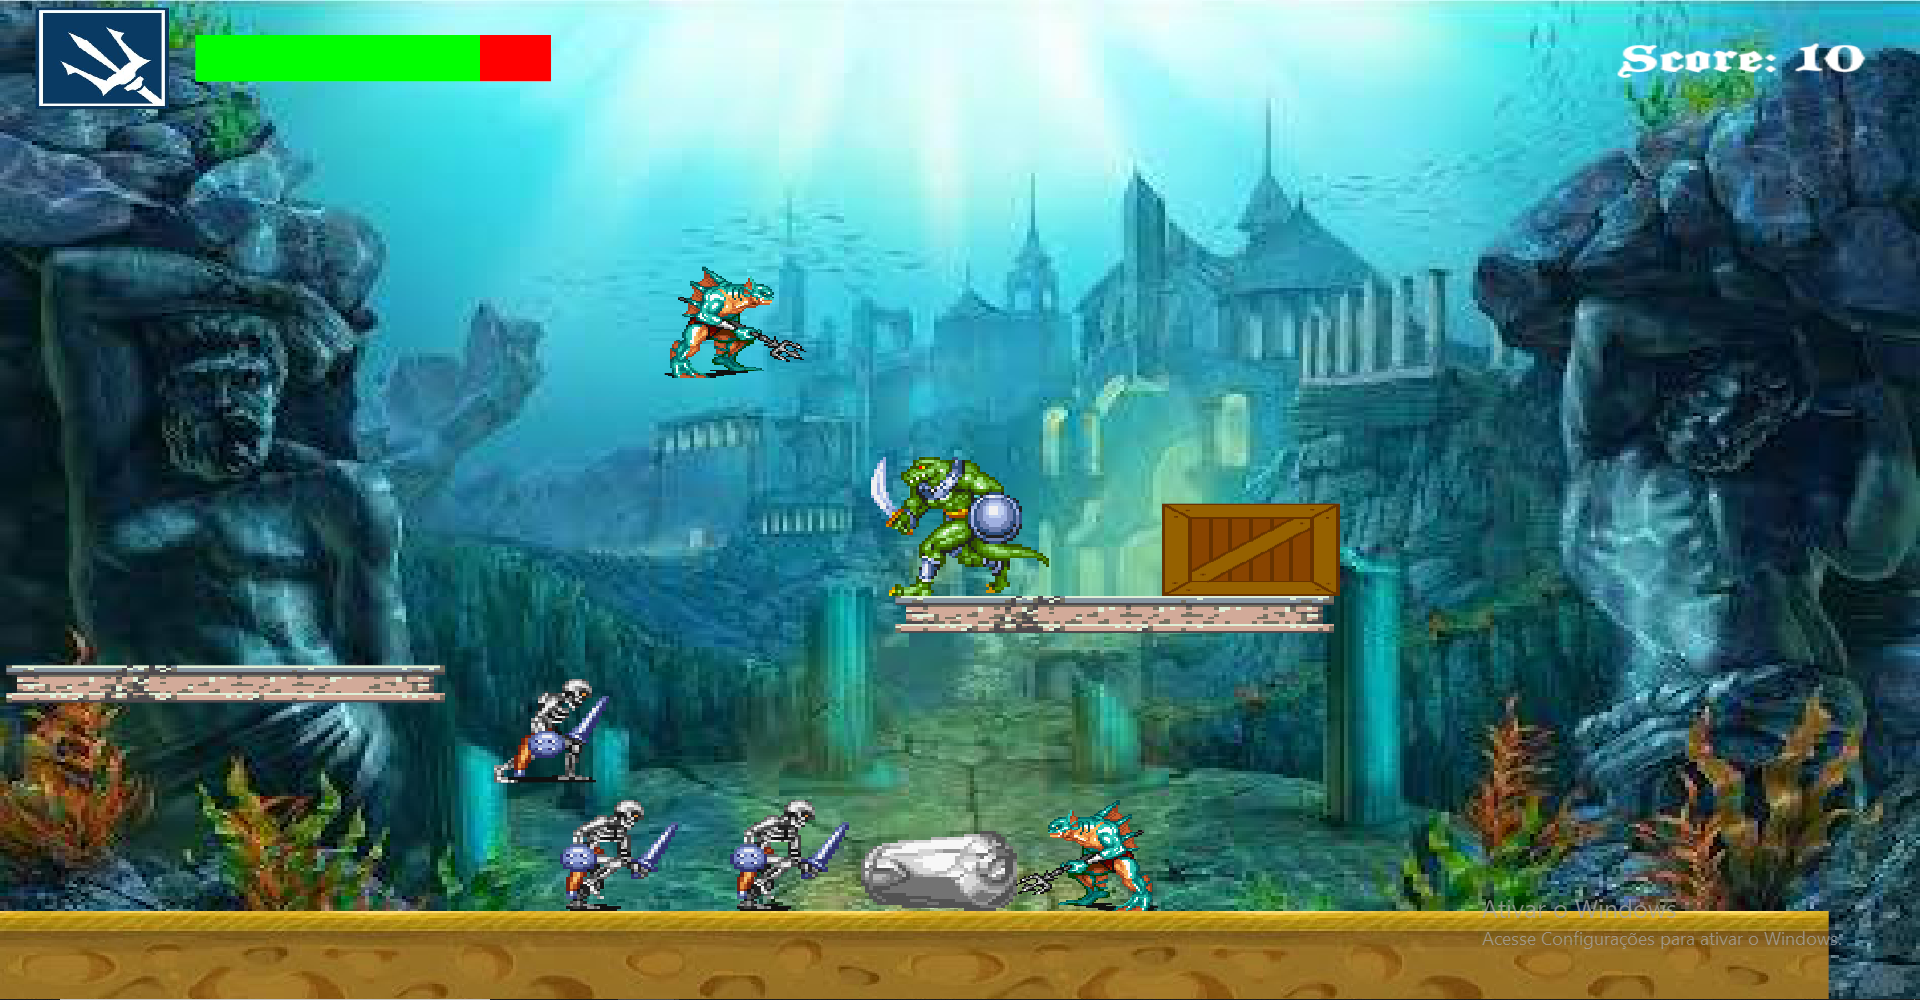 Score: 10
Ativar o Windows
Acesse Configurações para ativar o Windows.